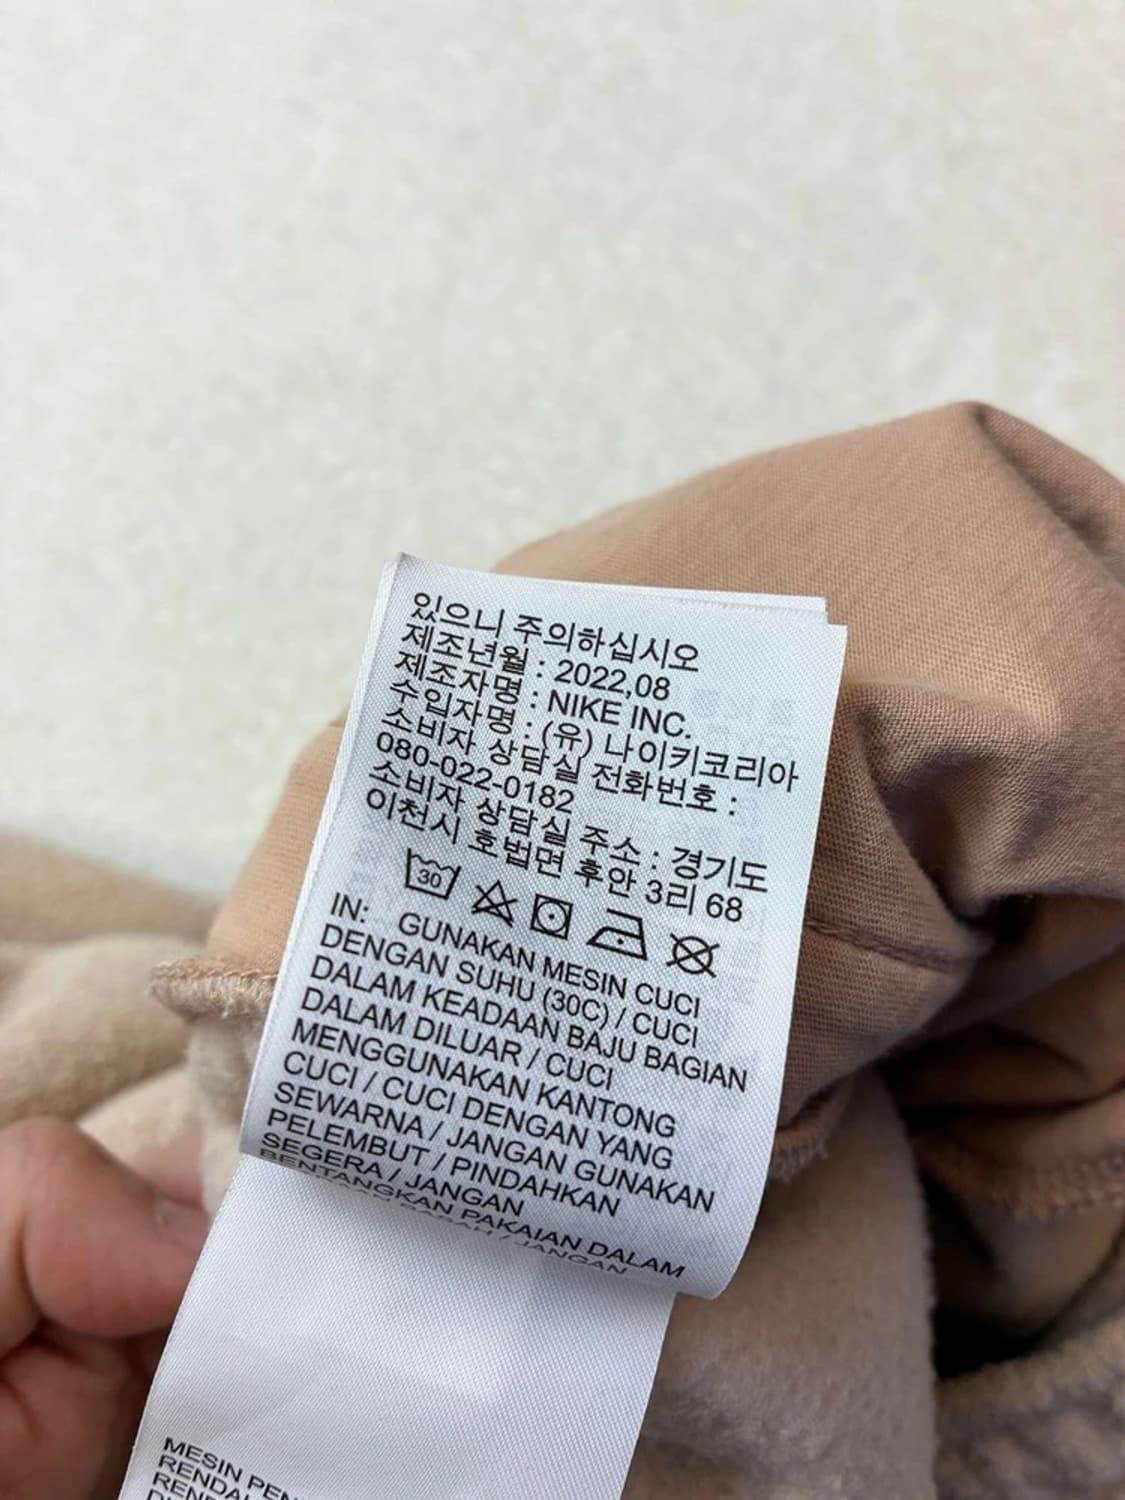 있으니 주의하십시오
제조년월 : 2022,08
제조자명 : NIKE INC.
수입자명 : (유) 나이키코리아
소비자 상담실 전화번호 :
080-022-0182
소비자 상담실 주소 : 경기도
이천시 호법면 후안 3리 68
30
IN: GUNAKAN MESIN CUCI
DENGAN SUHU (30C) / CUCI
DALAM KEADAAN BAJU BAGIAN
DALAM DILUAR / CUCI
MENGGUNAKAN KANTONG
CUCI / CUCI DENGAN YANG
SEWARNA / JANGAN GUNAKAN
PELEMBUT / PINDAHKAN
SEGERA / JANGAN
BENTANGKAN PAKAIAN DALAM
/ JANGAN
MESIN